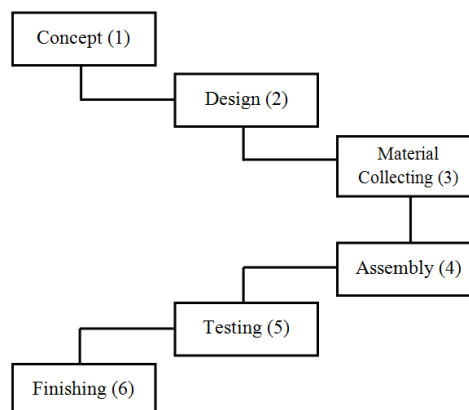 Concept (1)
Design (2)
Material
Collecting (3)
Assembly (4)
Testing (5)
Finishing (6)